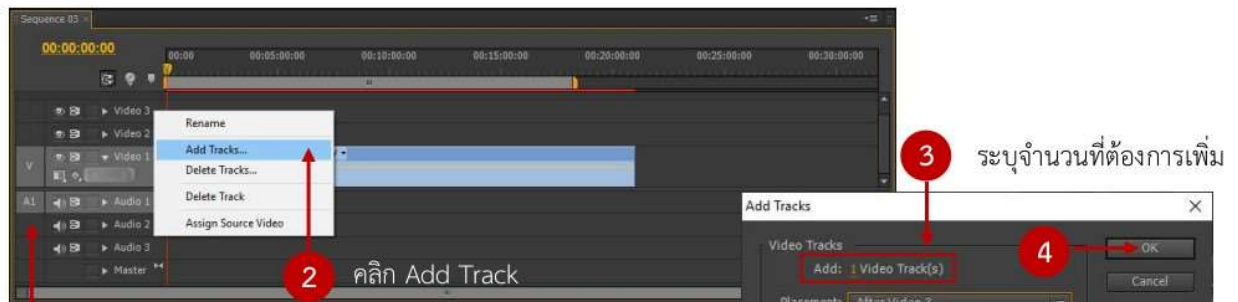 Sequence 03 ×
00:00:00:00
00:00 00:05:00:00 00:10:00:00 00:15:00:00 00:20:00:00 00:25:00:00 00:30:00:00
Video 3
Rename
Video 2
Add Tracks...
V Video 1
Delete Tracks...
A1 Audio 1
Delete Track
Audio 2
Assign Source Video
Audio 3
Master
2 คลิก Add Track
3 ระบุจำนวนที่ต้องการเพิ่ม
Add Tracks
Video Tracks
4 OK
Add: 1 Video Track(s)
Cancel
Placement: After Video 3